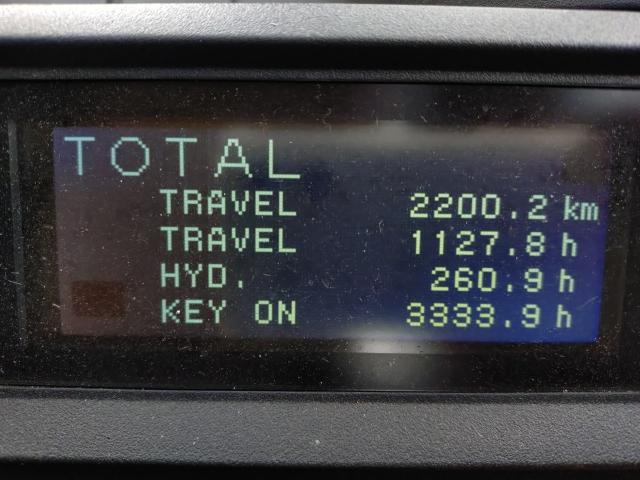 TOTAL
TRAVEL 2200.2 km
TRAVEL 1127.8 h
HYD. 260.9 h
KEY ON 3333.9 h